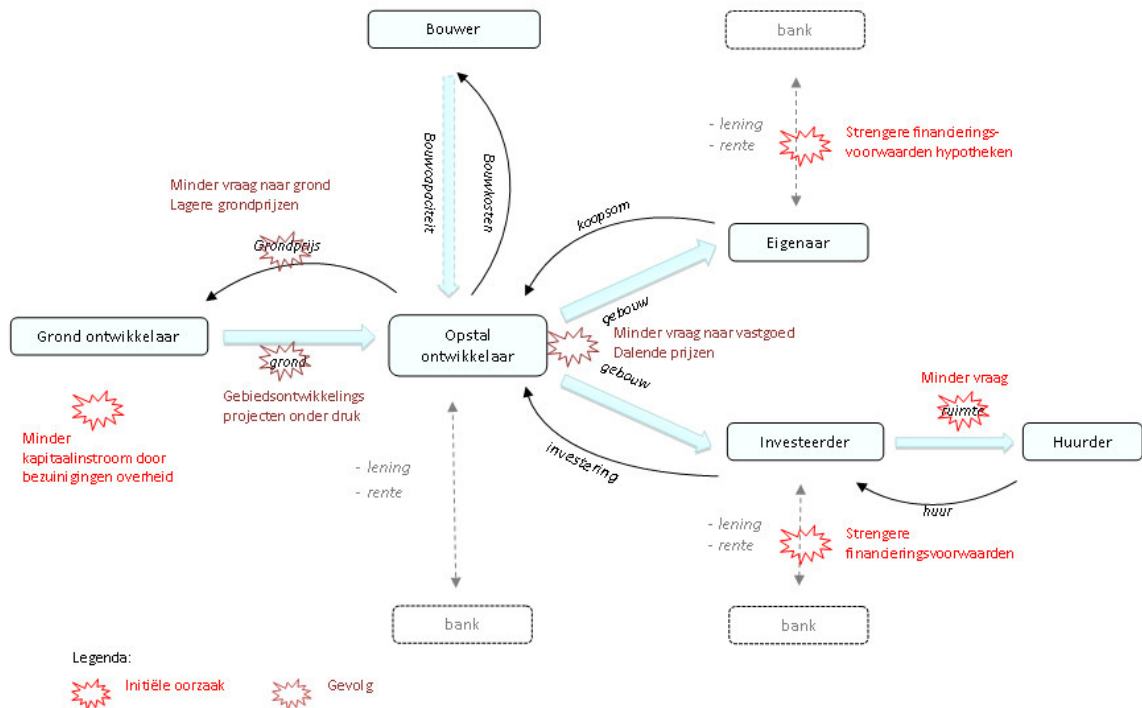 Bouwer
bank
- lening
- rente
Strengere financierings-
voorwaarden hypotheken
Bouwcapaciteit
Bouwkosten
Minder vraag naar grond
Lagere grondprijzen
Grondprijs
koopsom
Eigenaar
Grond ontwikkelaar
grond
Opstal
ontwikkelaar
gebouw
Minder vraag naar vastgoed
Dalende prijzen
gebouw
Gebiedsontwikkelings
projecten onder druk
Minder vraag
ruimte
Minder
kapitaalinstroom door
bezuinigingen overheid
investering
Investeerder
Huurder
huur
- lening
- rente
- lening
- rente
Strengere
financieringsvoorwaarden
bank
bank
Legenda:
Initiële oorzaak
Gevolg